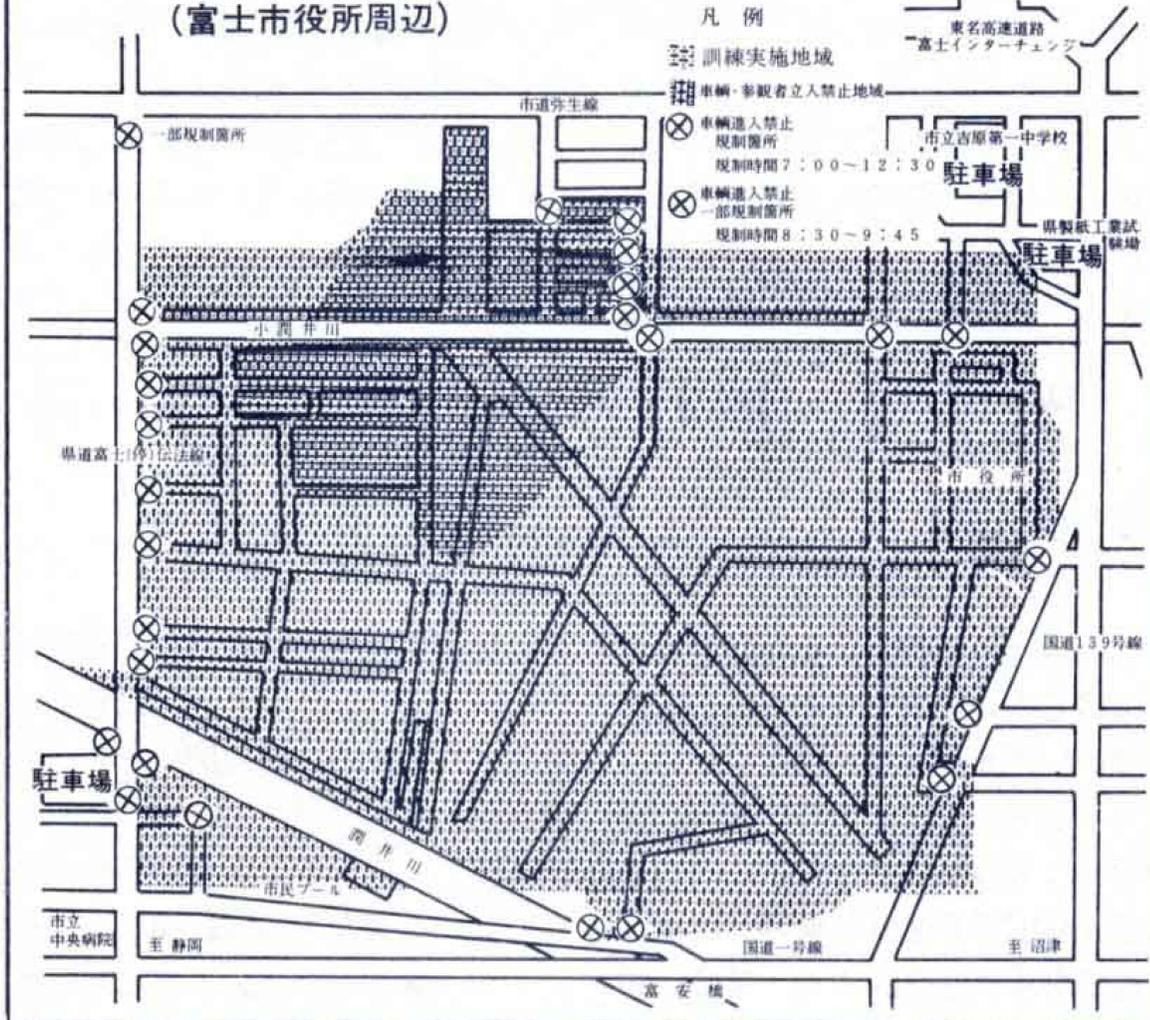 (富士市役所周辺)
凡例
訓練実施地域
車輌・参観者立入禁止地域
車輌進入禁止
規制箇所
規制時間7:00～12:30
車輌進入禁止
一部規制箇所
規制時間8:30～9:45
東名高速道路
富士インターチェンジ
市道弥生線
一部規制箇所
市立吉原第一中学校
駐車場
県製紙工業試
験場
駐車場
小潤井川
県道富士(停)伝法線
市役所
国道139号線
駐車場
潤井川
市民プール
市立
中央病院
至静岡
国道一号線
至沼津
富安橋